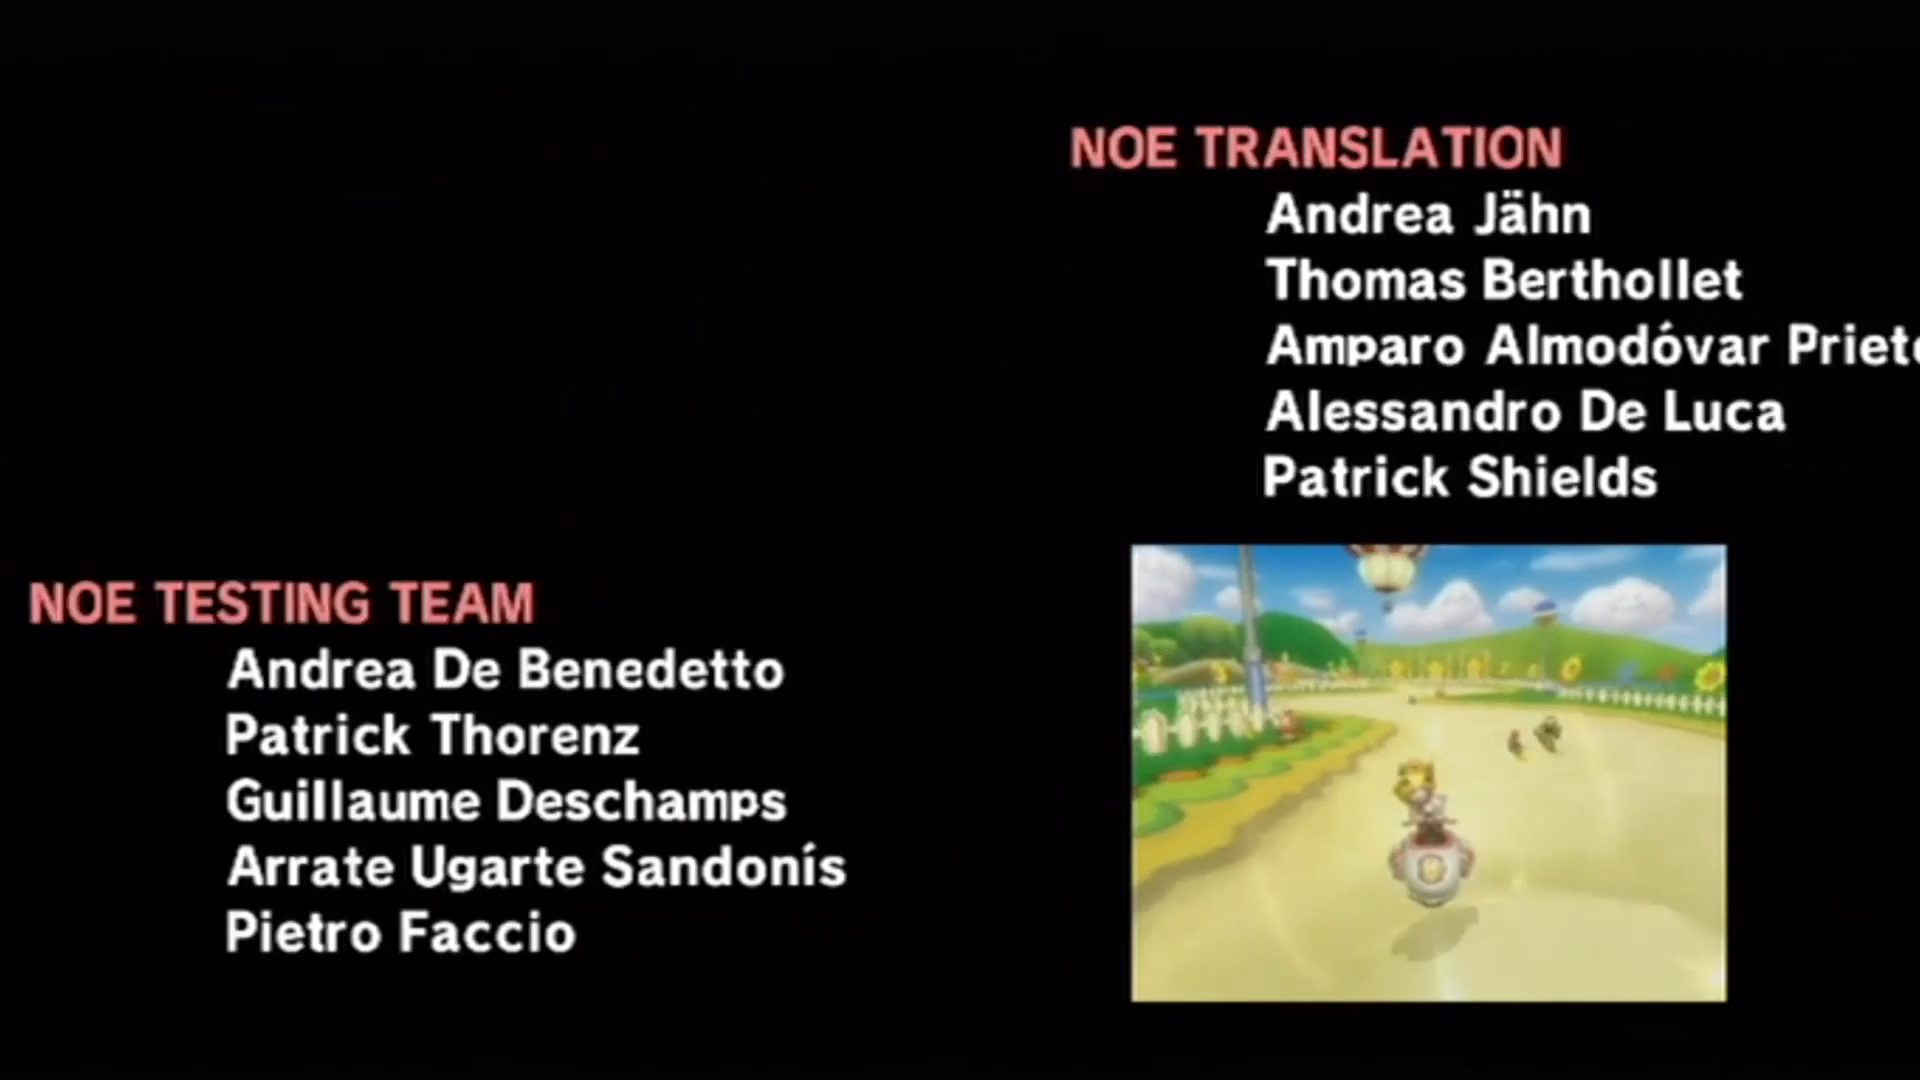 NOE TRANSLATION
Andrea Jähn
Thomas Berthollet
Amparo Almodóvar
Alessandro De Luca
Patrick Shields
NOE TESTING TEAM
Andrea De Benedetto
Patrick Thorenz
Guillaume Deschamps
Arrate Ugarte Sandonís
Pietro Faccio